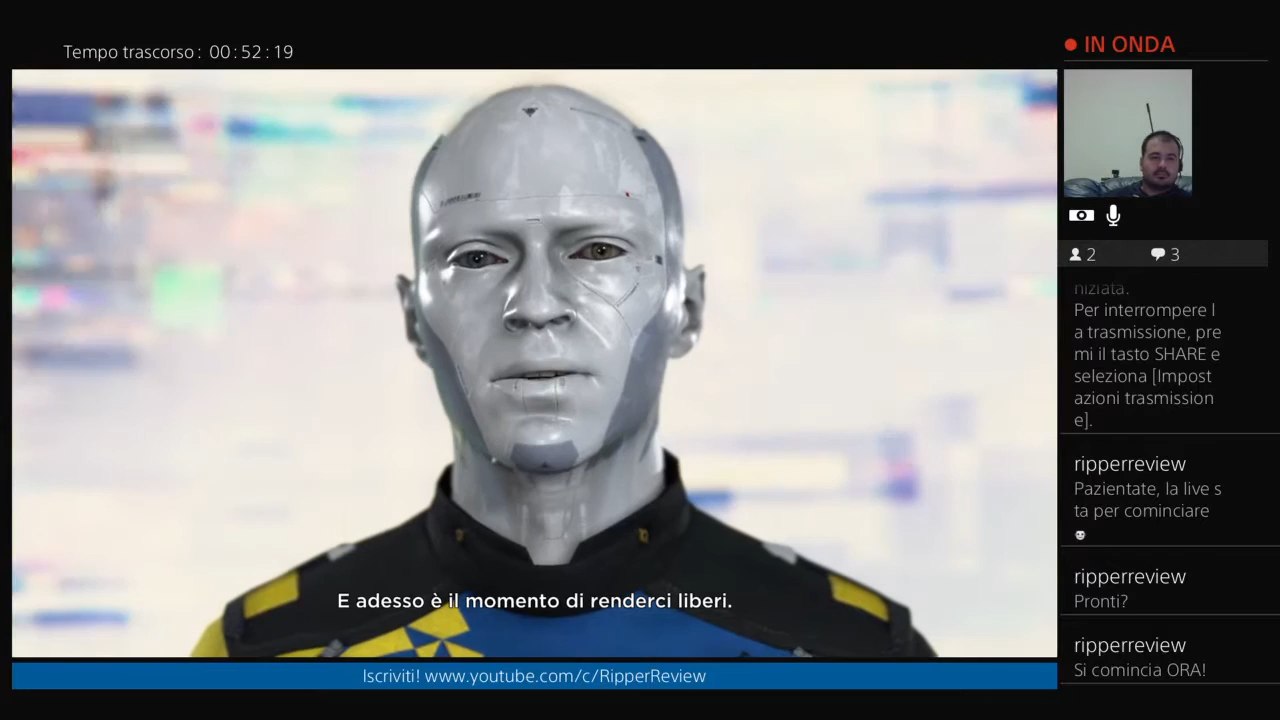 Tempo trascorso: 00:52:19
IN ONDA
2
3
niziata.
Per interrompere l
a trasmissione, pre
mi il tasto SHARE e
seleziona [Impost
azioni trasmission
e].
ripperreview
Pazientate, la live s
ta per cominciare
ripperreview
Pronti?
ripperreview
Si comincia ORA!
E adesso è il momento di renderci liberi.
Iscriviti! www.youtube.com/c/RipperReview